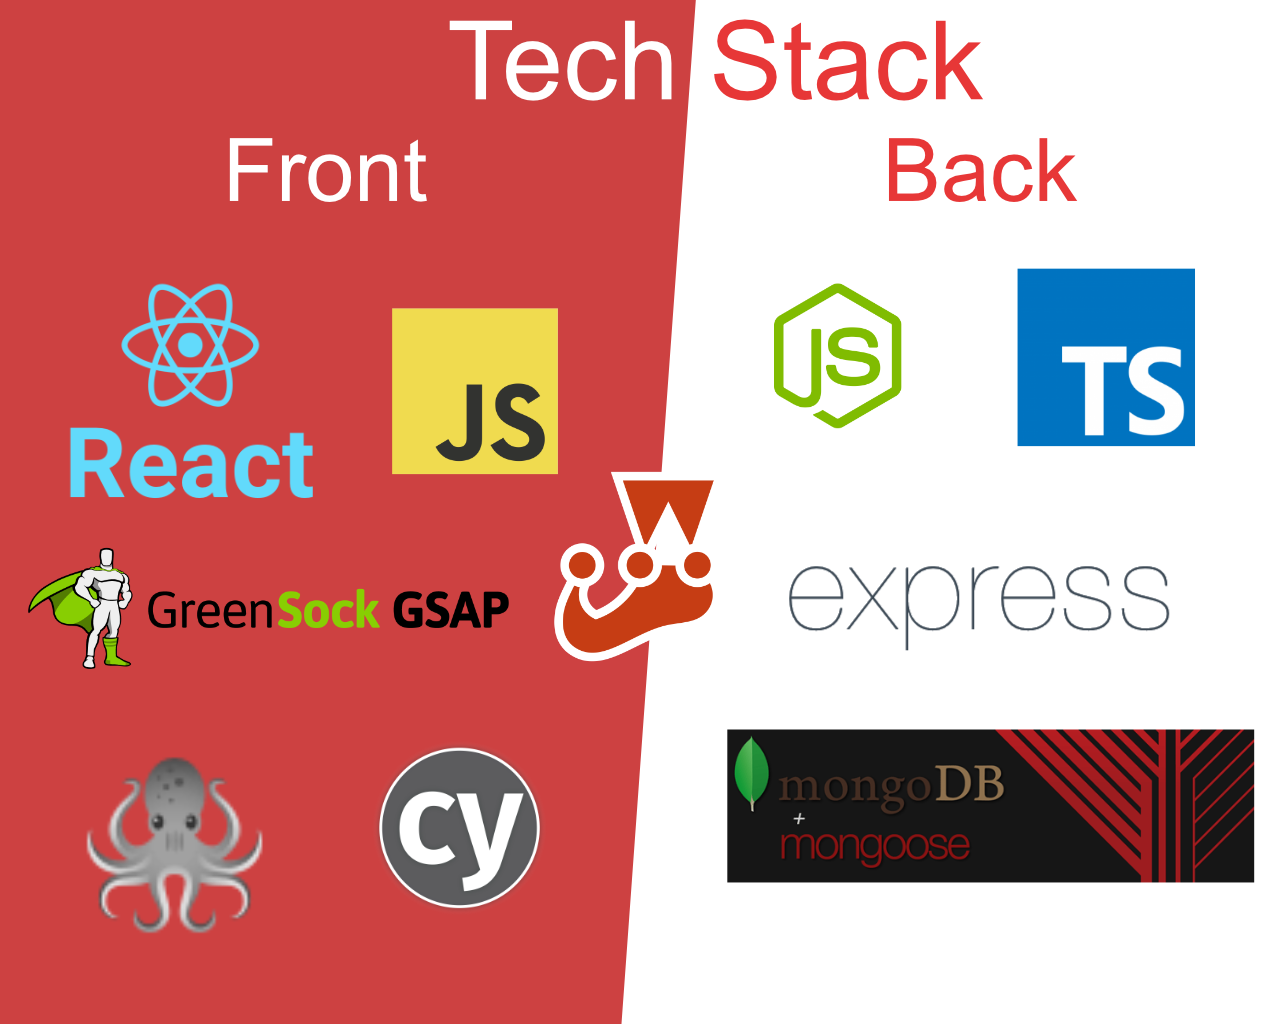 Tech Stack
Front
Back
React
JS
JS
TS
GreenSock GSAP
express
cy
mongoDB
+
mongoose